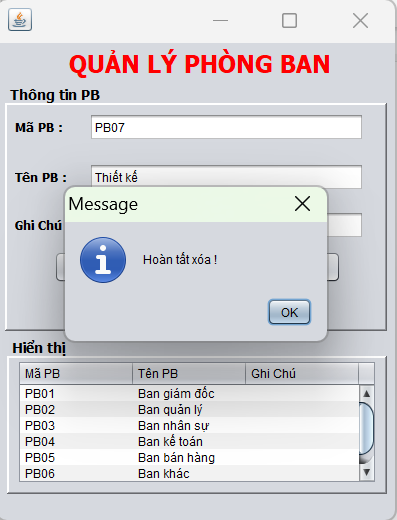 QUẢN LÝ PHÒNG BAN
Thông tin PB
Mã PB : PB07
Tên PB : Thiết kế
Ghi Chú
Message
Hoàn tất xóa !
OK
Hiển thị
Mã PB Tên PB Ghi Chú
PB01 Ban giám đốc
PB02 Ban quản lý
PB03 Ban nhân sự
PB04 Ban kế toán
PB05 Ban bán hàng
PB06 Ban khác